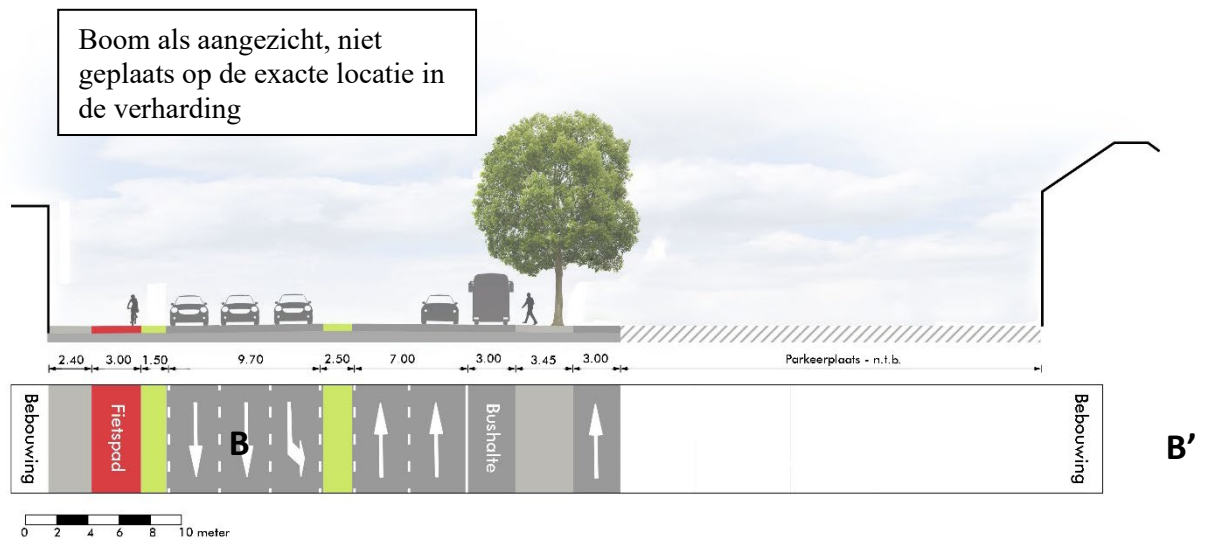 Boom als aangezicht, niet
geplaats op de exacte locatie in
de verharding
2.40 3.00 1.50 9.70 2.50 7 00 3.00 3.45 3.00 Parkeerplaats - n.t.b.
Bebouwing Fietspad B Bushalte Bebouwing B’
0 2 4 6 8 10 meter